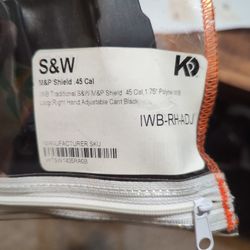 S&W
KD
M&P Shield .45 Cal
IWB Traditional S&W M&P Shield .45 Cal, 1.75" Polymer
Loop Right Hand Adjustable Cant Black
IWB-RH-ADJ
MANUFACTURER SKU